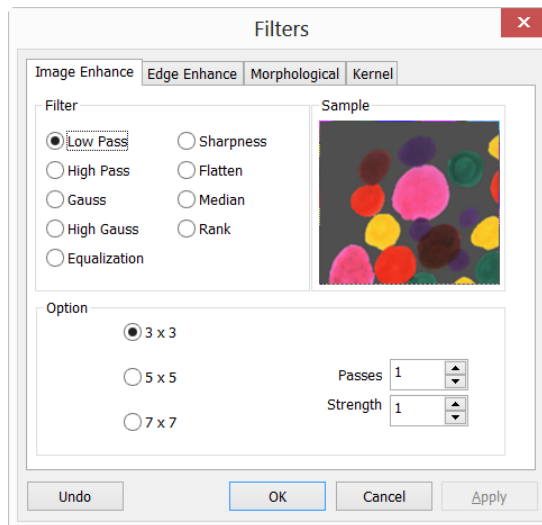 Filters
x
Image Enhance Edge Enhance Morphological Kernel
Filter Sample
Low Pass Sharpness
High Pass Flatten
Gauss Median
High Gauss Rank
Equalization
Option
3 x 3
5 x 5 Passes 1
Strength 1
7 x 7
Undo OK Cancel Apply